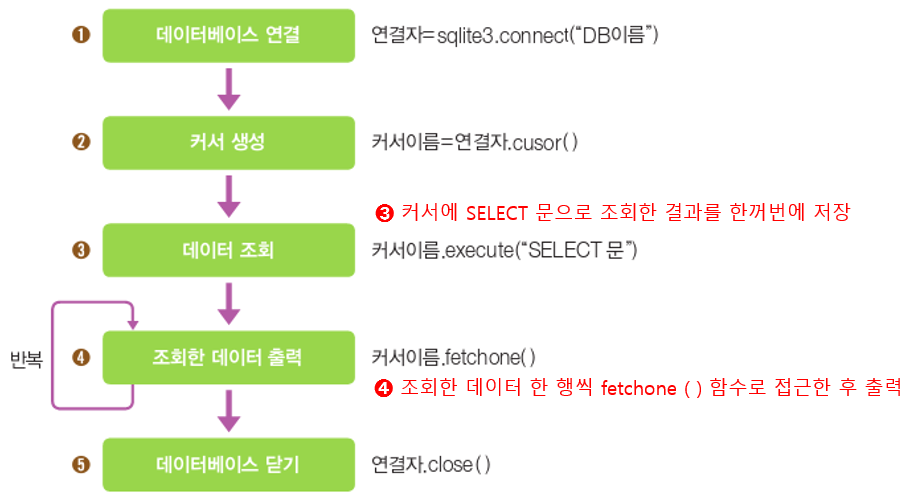 ❶ 데이터베이스 연결 연결자=sqlite3.connect(“DB이름”)
❷ 커서 생성 커서이름=연결자.cusor( )
❸ 커서에 SELECT 문으로 조회한 결과를 한꺼번에 저장
❸ 데이터 조회 커서이름.execute(“SELECT 문”)
반복 ❹ 조회한 데이터 출력 커서이름.fetchone( )
❹ 조회한 데이터 한 행씩 fetchone ( ) 함수로 접근한 후 출력
❺ 데이터베이스 닫기 연결자.close( )